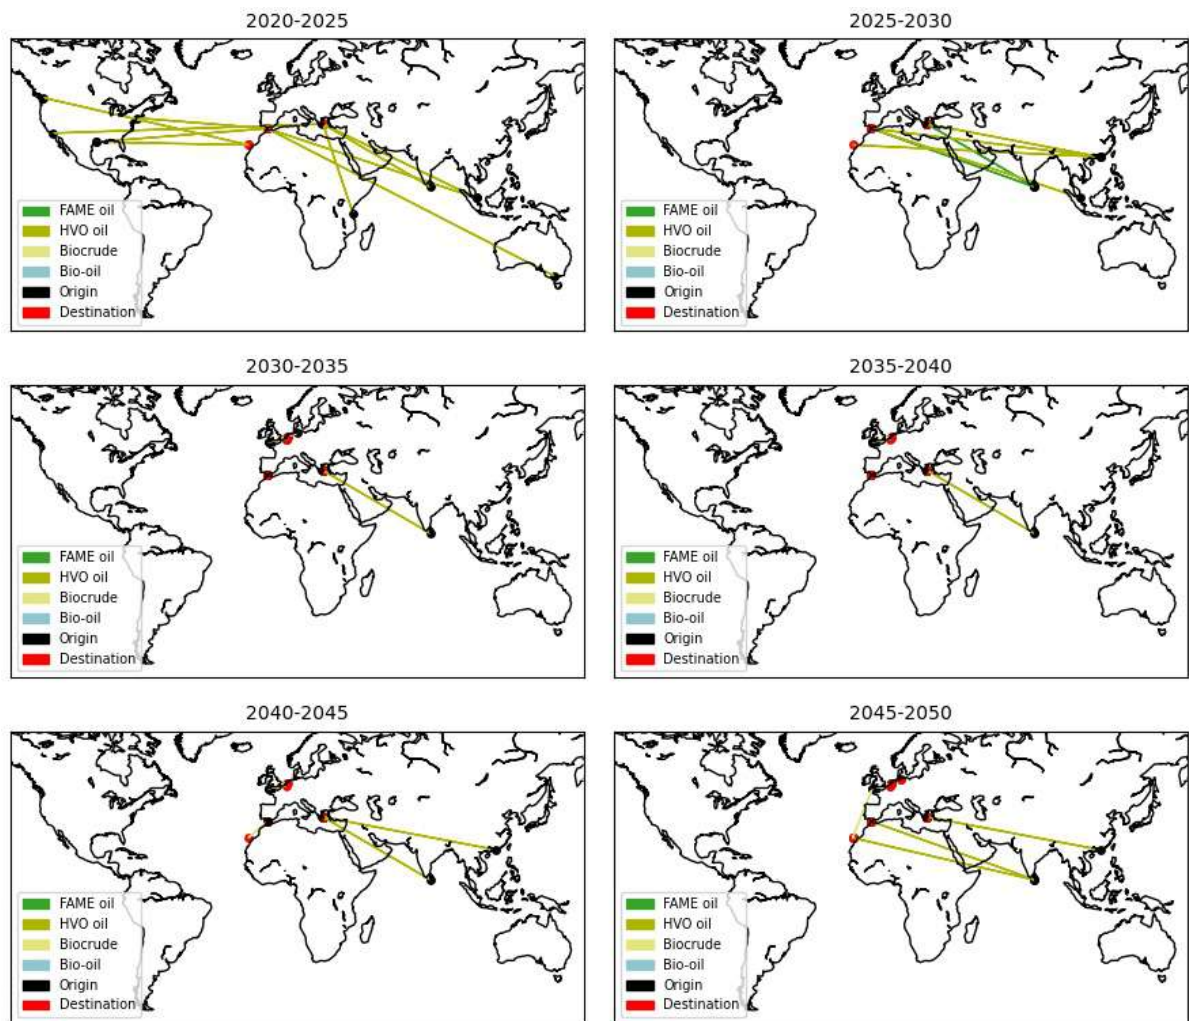 2020-2025
2025-2030
FAME oil
HVO oil
Biocrude
Bio-oil
Origin
Destination
FAME oil
HVO oil
Biocrude
Bio-oil
Origin
Destination
2030-2035
2035-2040
FAME oil
HVO oil
Biocrude
Bio-oil
Origin
Destination
FAME oil
HVO oil
Biocrude
Bio-oil
Origin
Destination
2040-2045
2045-2050
FAME oil
HVO oil
Biocrude
Bio-oil
Origin
Destination
FAME oil
HVO oil
Biocrude
Bio-oil
Origin
Destination